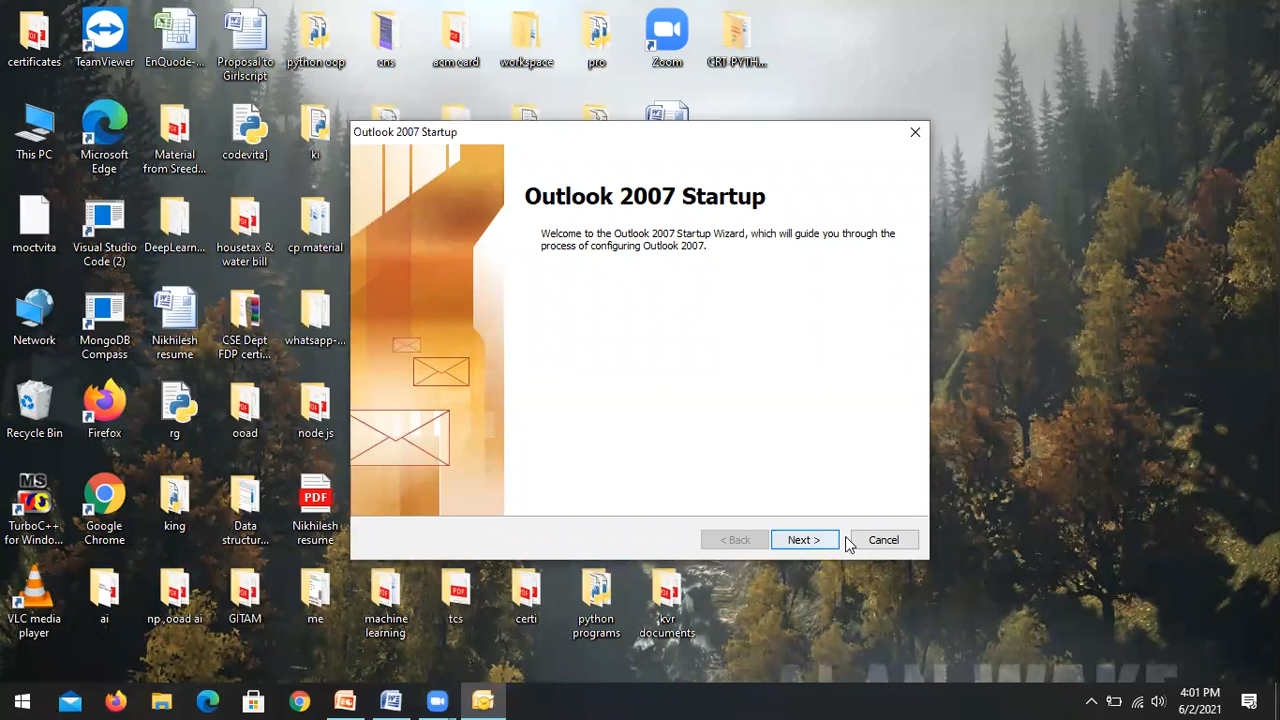 certificates
TeamViewer
EnQuode-...
Proposal to
Girlscript
python oop
cns
acm card
workspace
pro
Zoom
CRT-PYTH...
This PC
Microsoft
Edge
Material
from Sreed...
codevita]
ki
Outlook 2007 Startup
Outlook 2007 Startup
Welcome to the Outlook 2007 Startup Wizard, which will guide you through the
process of configuring Outlook 2007.
moctvita
Visual Studio
Code (2)
DeepLearn...
housetax &
water bill
cp material
Network
MongoDB
Compass
Nikhilesh
resume
CSE Dept
FDP certi...
whatsapp-...
Recycle Bin
Firefox
rg
ooad
node js
TurboC++
for Windo...
Google
Chrome
king
Data
structur...
Nikhilesh
resume
< Back
Next >
Cancel
VLC media
player
ai
np ,ooad ai
GITAM
me
machine
learning
tcs
certi
python
programs
kvr
documents
4:01 PM
6/2/2021